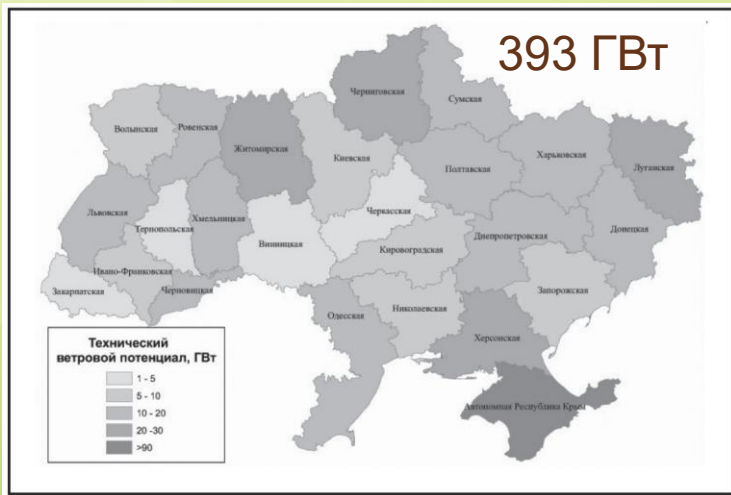 393 ГВт
Черниговская
Сумская
Волынская
Ровенская
Житомирская
Киевская
Полтавская
Харьковская
Луганская
Львовская
Тернопольская
Хмельницкая
Винницкая
Черкасская
Кировоградская
Днепропетровская
Донецкая
Ивано-Франковская
Закарпатская
Черновицкая
Одесская
Николаевская
Запорожская
Херсонская
Автономная Республика Крым
Технический
ветровой потенциал, ГВт
1 - 5
5 - 10
10 - 20
20 -30
>90